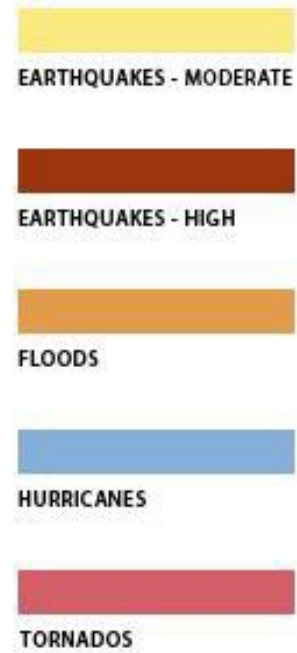 EARTHQUAKES - MODERATE
EARTHQUAKES - HIGH
FLOODS
HURRICANES
TORNADOS